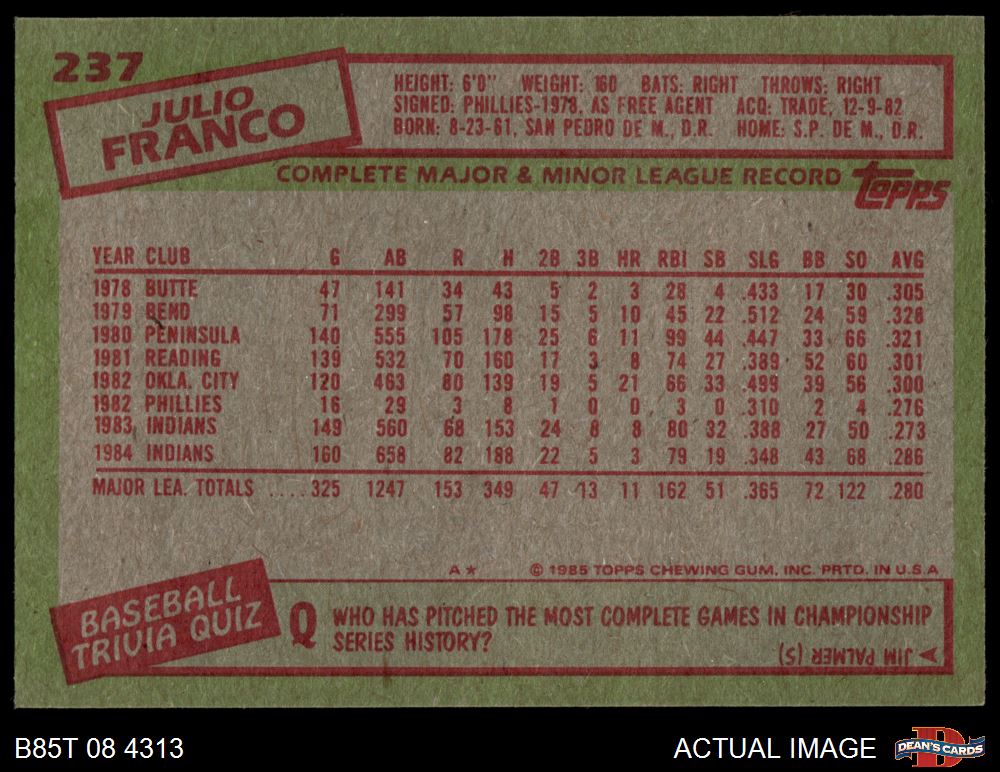 237
JULIO
FRANCO
HEIGHT: 6'0" WEIGHT: 160 BATS: RIGHT THROWS: RIGHT
SIGNED: PHILLIES-1978, AS FREE AGENT ACQ: TRADE, 12-9-82
BORN: 8-23-61, SAN PEDRO DE M., D.R. HOME: S.P. DE M., D.R.
COMPLETE MAJOR & MINOR LEAGUE RECORD topps
YEAR CLUB G AB R H 2B 3B HR RBI SB SLG BB SO AVG
1978 BUTTE 47 141 34 43 5 2 3 28 4 .433 17 30 .305
1979 BEND 71 299 57 98 15 5 10 45 22 .512 24 59 .328
1980 PENINSULA 140 555 105 178 25 6 11 99 44 .447 33 66 .321
1981 READING 139 532 70 160 17 3 8 74 27 .389 52 60 .301
1982 OKLA. CITY 120 463 80 139 19 5 21 66 33 .499 39 56 .300
1982 PHILLIES 16 29 3 8 1 0 0 3 0 .310 2 4 .276
1983 INDIANS 149 560 68 153 24 8 8 80 32 .388 27 50 .273
1984 INDIANS 160 658 82 188 22 5 3 79 19 .348 43 68 .286
MAJOR LEA. TOTALS ....325 1247 153 349 47 13 11 162 51 .365 72 122 .280
A★ © 1985 TOPPS CHEWING GUM, INC. PRTD. IN U.S.A
BASEBALL
TRIVIA QUIZ
Q WHO HAS PITCHED THE MOST COMPLETE GAMES IN CHAMPIONSHIP
SERIES HISTORY?
JIM PALMER (5)
B85T 08 4313 ACTUAL IMAGE D DEAN'S CARDS